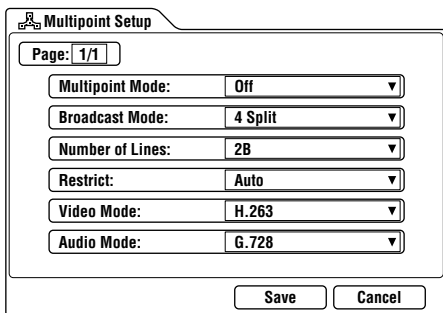 Multipoint Setup
Page: 1/1
Multipoint Mode: Off
Broadcast Mode: 4 Split
Number of Lines: 2B
Restrict: Auto
Video Mode: H.263
Audio Mode: G.728
Save Cancel